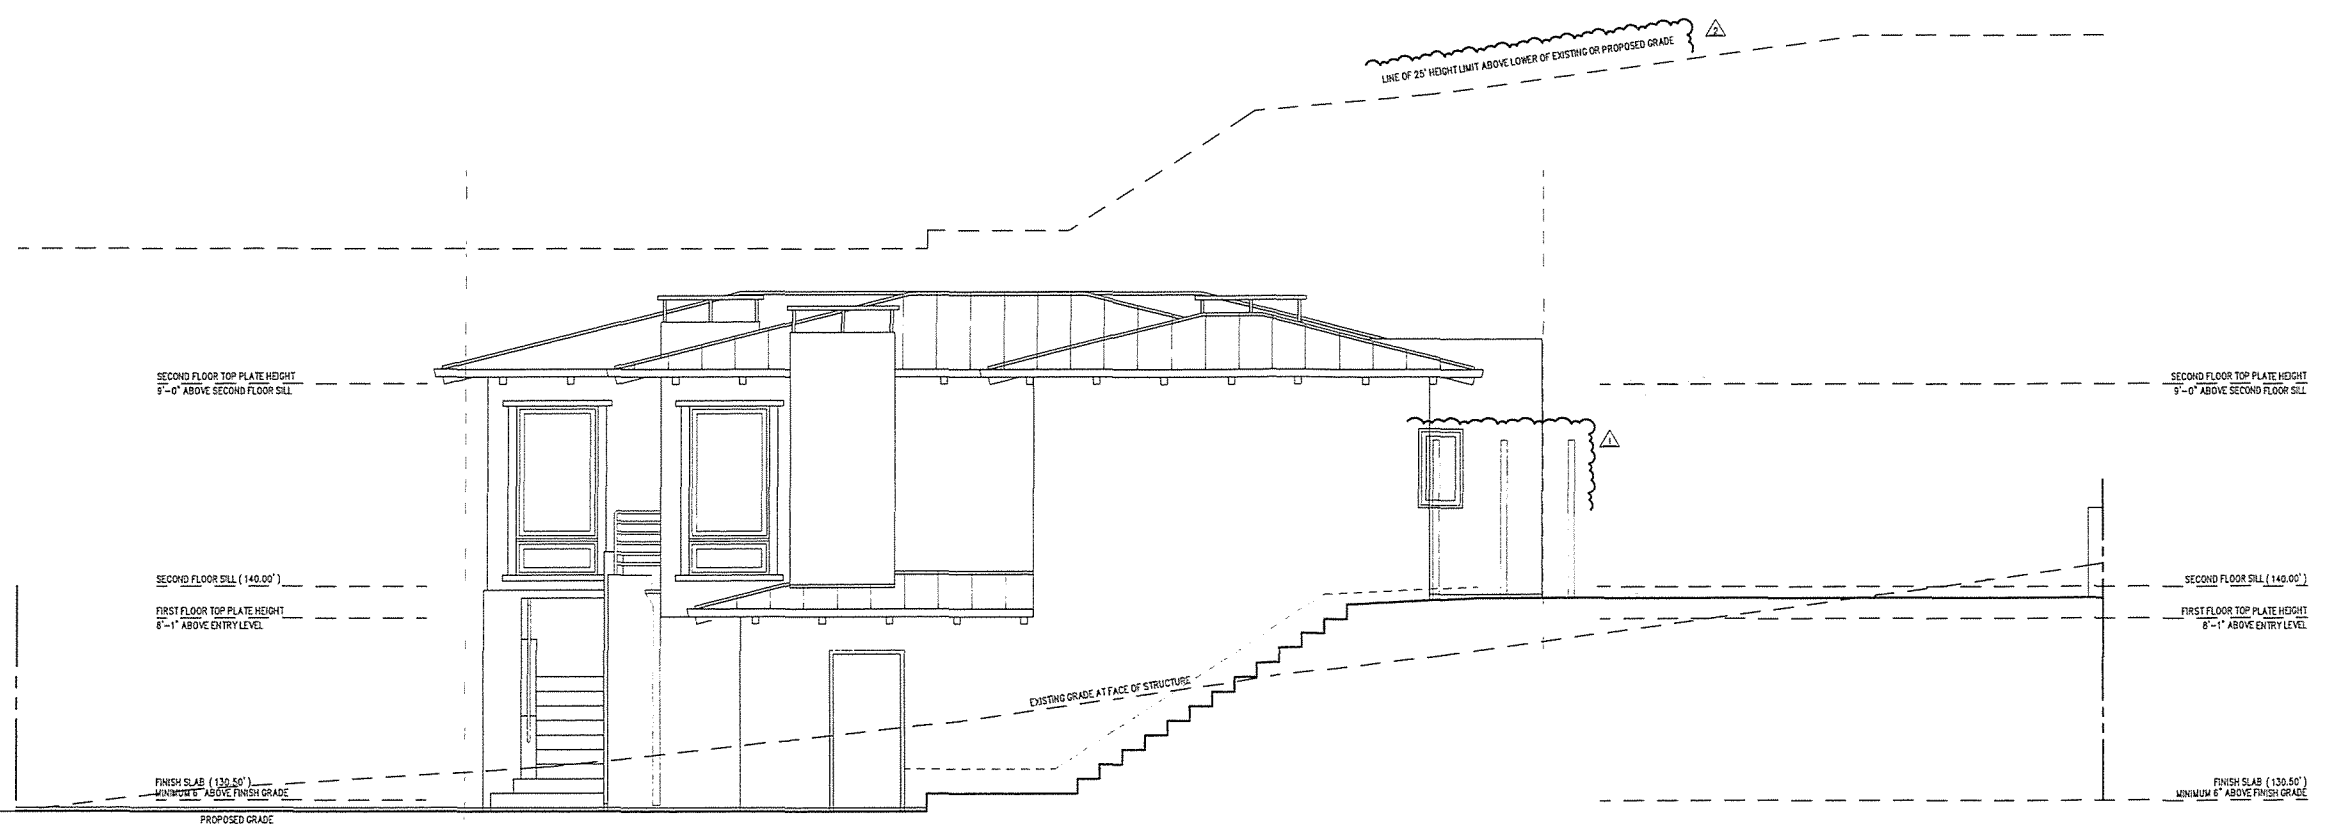 2
LINE OF 25' HEIGHT LIMIT ABOVE LOWER OF EXISTING OR PROPOSED GRADE
SECOND FLOOR TOP PLATE HEIGHT
9'-0" ABOVE SECOND FLOOR SILL
SECOND FLOOR TOP PLATE HEIGHT
9'-0" ABOVE SECOND FLOOR SILL
1
SECOND FLOOR SILL (140.00')
SECOND FLOOR SILL (140.00')
FIRST FLOOR TOP PLATE HEIGHT
8'-1" ABOVE ENTRY LEVEL
FIRST FLOOR TOP PLATE HEIGHT
8'-1" ABOVE ENTRY LEVEL
EXISTING GRADE AT FACE OF STRUCTURE
FINISH SLAB (130.50')
MINIMUM 6" ABOVE FINISH GRADE
FINISH SLAB (130.50')
MINIMUM 6" ABOVE FINISH GRADE
PROPOSED GRADE